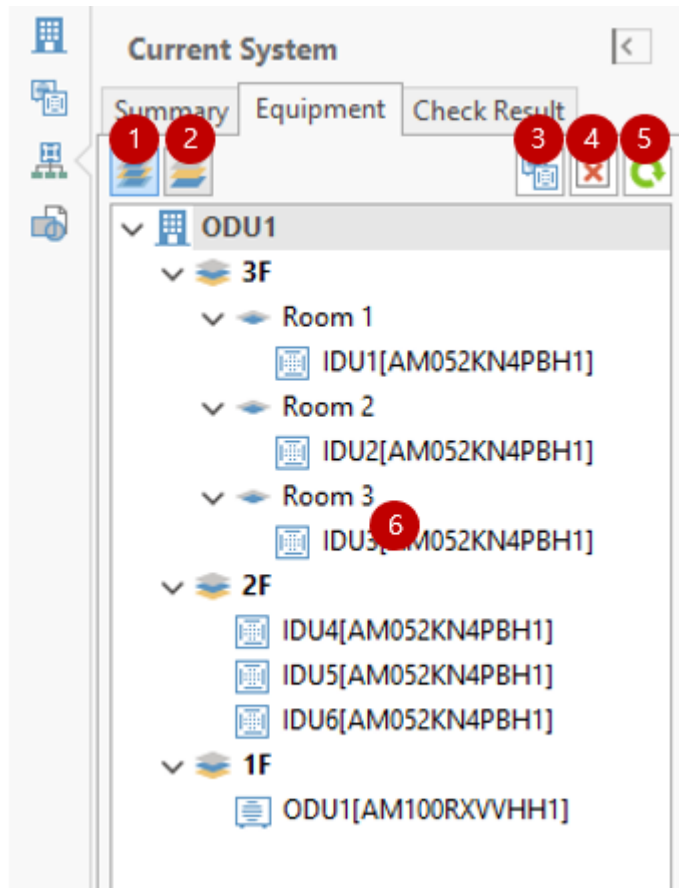 Current System
Summary Equipment Check Result
1 2 3 4 5
ODU1
3F
Room 1
IDU1[AM052KN4PBH1]
Room 2
IDU2[AM052KN4PBH1]
Room 3
6
IDU3[AM052KN4PBH1]
2F
IDU4[AM052KN4PBH1]
IDU5[AM052KN4PBH1]
IDU6[AM052KN4PBH1]
1F
ODU1[AM100RXVVHH1]